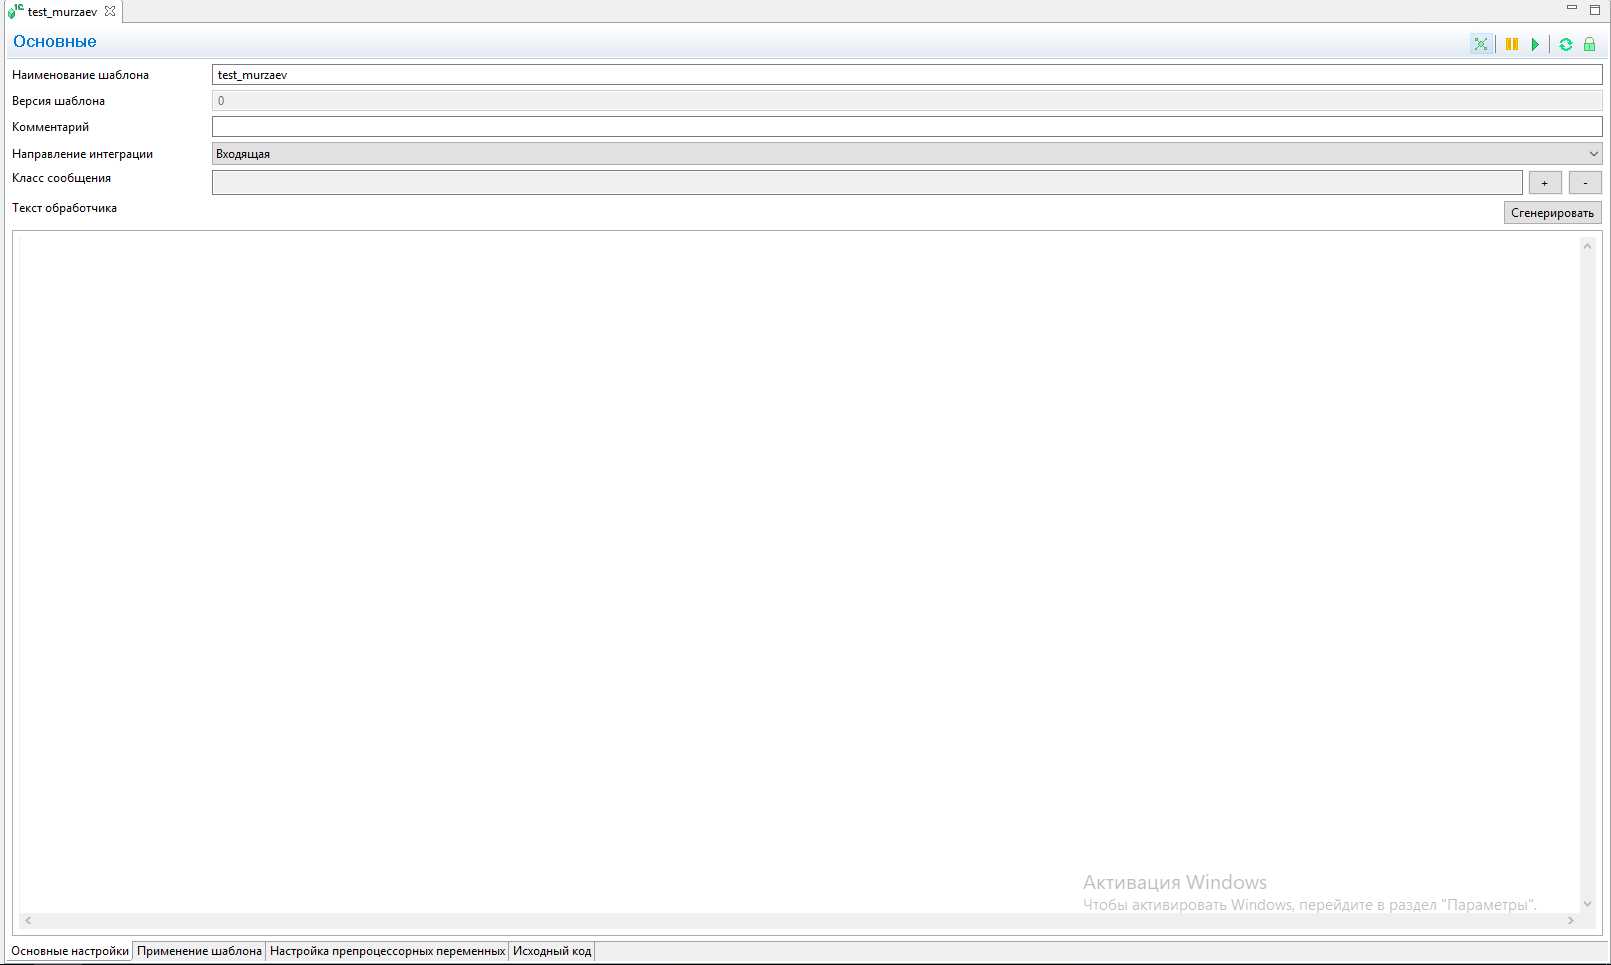 1C test_murzaev
Основные
Наименование шаблона test_murzaev
Версия шаблона 0
Комментарий
Направление интеграции Входящая
Класс сообщения + -
Текст обработчика Сгенерировать
Активация Windows
Чтобы активировать Windows, перейдите в раздел "Параметры".
Основные настройки Применение шаблона Настройка препроцессорных переменных Исходный код